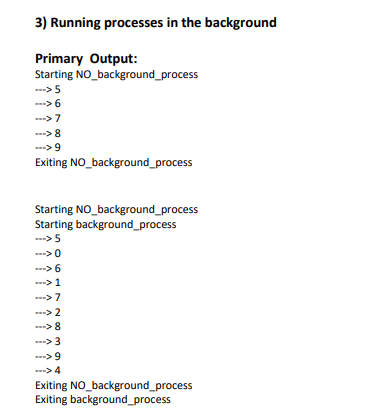 3) Running processes in the background
Primary Output:
Starting NO_background_process
---> 5
---> 6
---> 7
---> 8
---> 9
Exiting NO_background_process
Starting NO_background_process
Starting background_process
---> 5
---> 0
---> 6
---> 1
---> 7
---> 2
---> 8
---> 3
---> 9
---> 4
Exiting NO_background_process
Exiting background_process